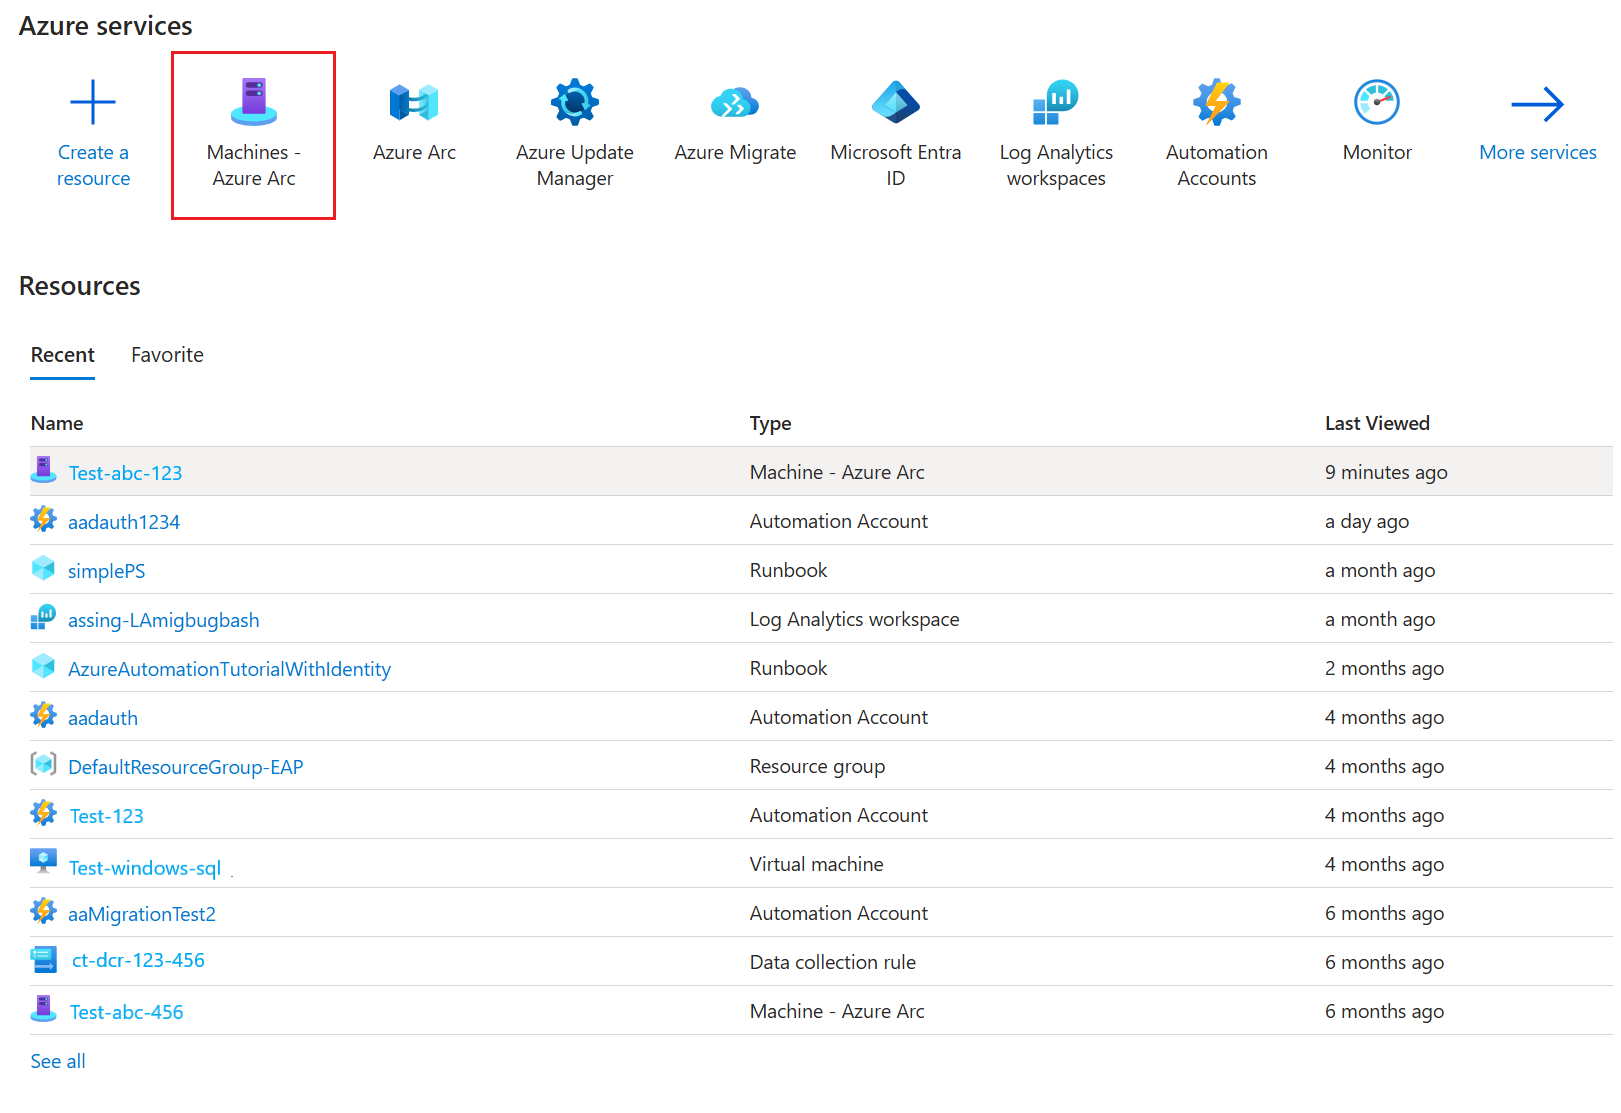 Azure services
Create a resource
Machines - Azure Arc
Azure Arc
Azure Update Manager
Azure Migrate
Microsoft Entra ID
Log Analytics workspaces
Automation Accounts
Monitor
More services
Resources
Recent Favorite
Name Type Last Viewed
Test-abc-123 Machine - Azure Arc 9 minutes ago
aadauth1234 Automation Account a day ago
simplePS Runbook a month ago
assing-LAmigbugbash Log Analytics workspace a month ago
AzureAutomationTutorialWithIdentity Runbook 2 months ago
aadauth Automation Account 4 months ago
DefaultResourceGroup-EAP Resource group 4 months ago
Test-123 Automation Account 4 months ago
Test-windows-sql . Virtual machine 4 months ago
aaMigrationTest2 Automation Account 6 months ago
ct-dcr-123-456 Data collection rule 6 months ago
Test-abc-456 Machine - Azure Arc 6 months ago
See all